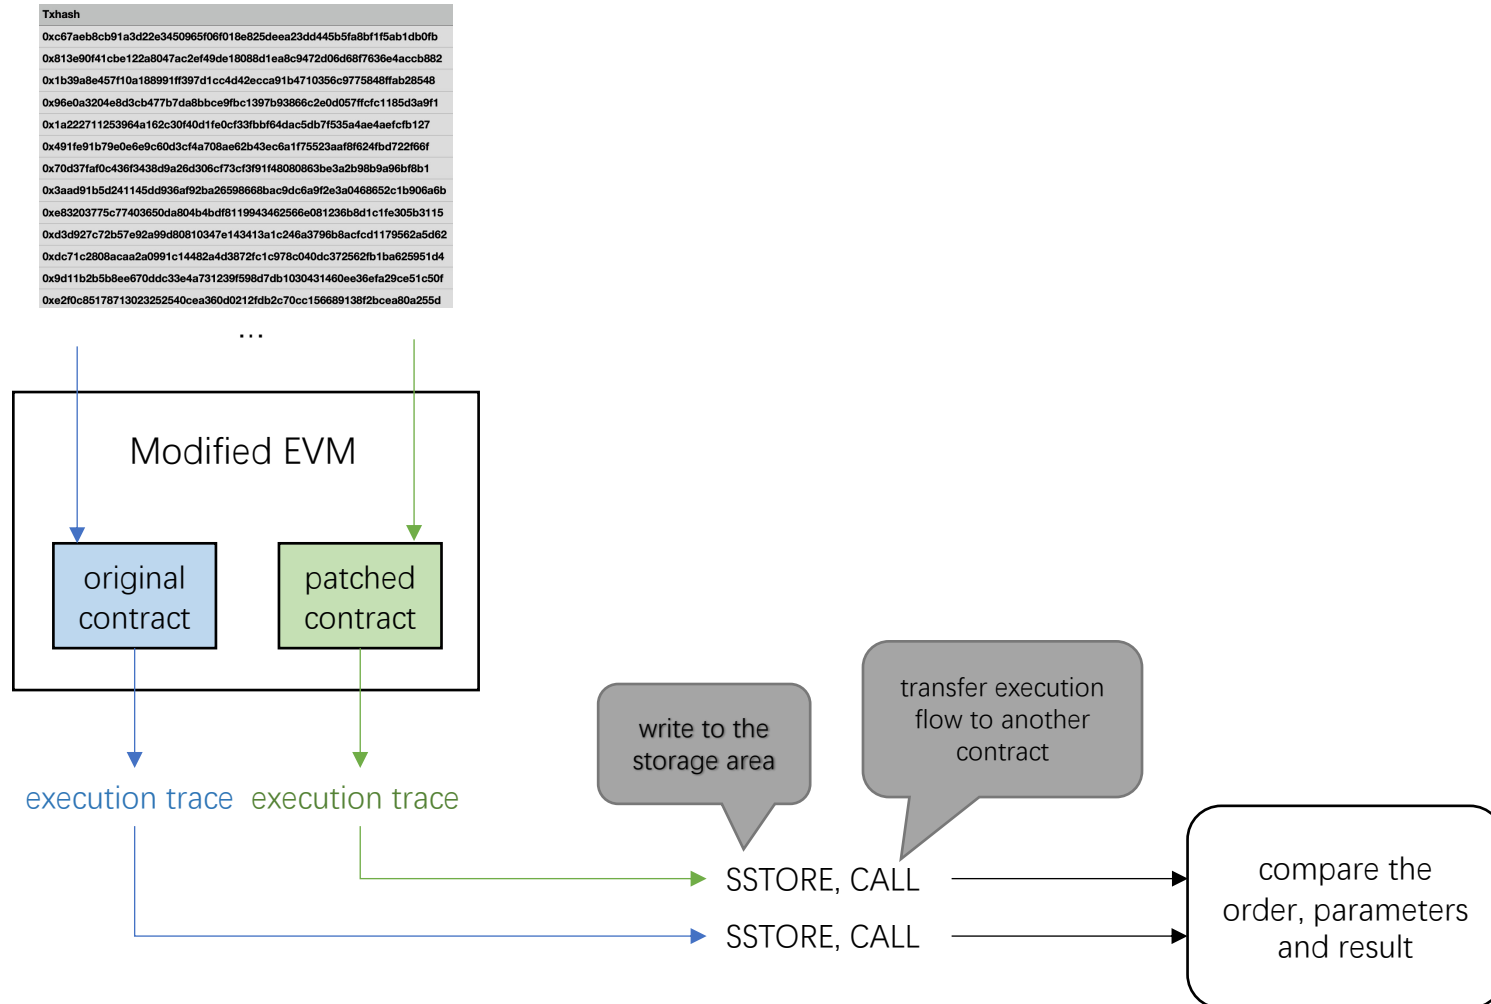 Txhash
0xc67aeb8cb91a3d22e3450965f06f018e825deea23dd445b5fa8bf1f5ab1db0fb
0x813e90f41cbe122a8047ac2ef49de18088d1ea8c9472d06d68f7636e4accb882
0x1b39a8e457f10a188991ff397d1cc4d42ecca91b4710356c9775848ffab28548
0x96e0a3204e8d3cb477b7da8bbce9fbc1397b93866c2e0d057ffcfc1185d3a9f1
0x1a222711253964a162c30f40d1fe0cf33fbbf64dac5db7f535a4ae4aefcfb127
0x491fe91b79e0e6e9c60d3cf4a708ae62b43ec6a1f75523aaf8f624fbd722f66f
0x70d37faf0c436f3438d9a26d306cf73cf3f91f48080863be3a2b98b9a96bf8b1
0x3aad91b5d241145dd936af92ba26598668bac9dc6a9f2e3a0468652c1b906a6b
0xe83203775c77403650da804b4bdf8119943462566e081236b8d1c1fe305b3115
0xd3d927c72b57e92a99d80810347e143413a1c246a3796b8acfcd1179562a5d62
0xdc71c2808acaa2a0991c14482a4d3872fc1c978c040dc372562fb1ba625951d4
0x9d11b2b5b8ee670ddc33e4a731239f598d7db1030431460ee36efa29ce51c50f
0xe2f0c85178713023252540cea360d0212fdb2c70cc156689138f2bcea80a255d
...
Modified EVM
original
contract
patched
contract
execution trace
execution trace
write to the
storage area
transfer execution
flow to another
contract
SSTORE, CALL
SSTORE, CALL
compare the
order, parameters
and result